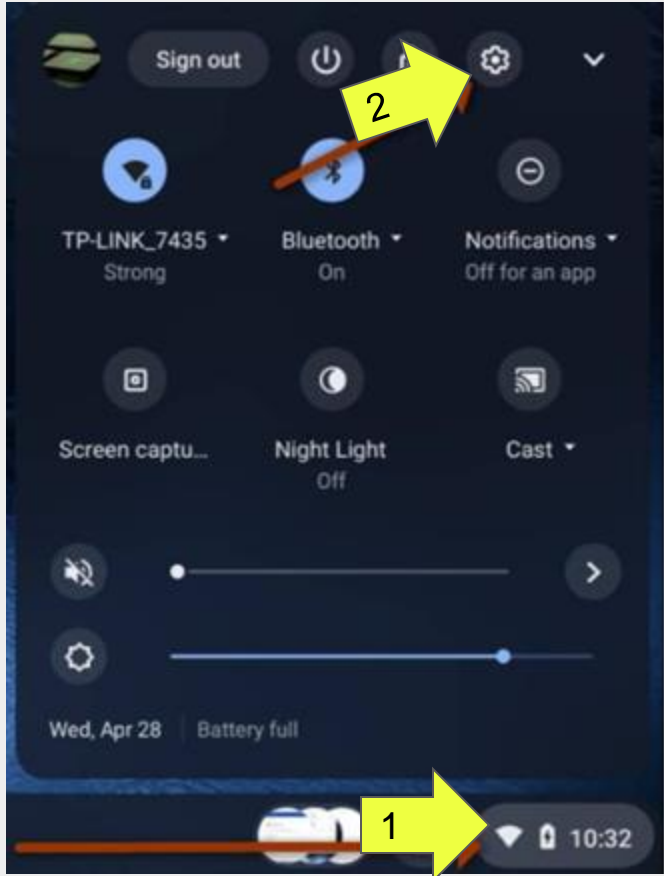 Sign out
2
TP-LINK_7435
Strong
Bluetooth
On
Notifications
Off for an app
Screen captu...
Night Light
Off
Cast
Wed, Apr 28
Battery full
1
10:32